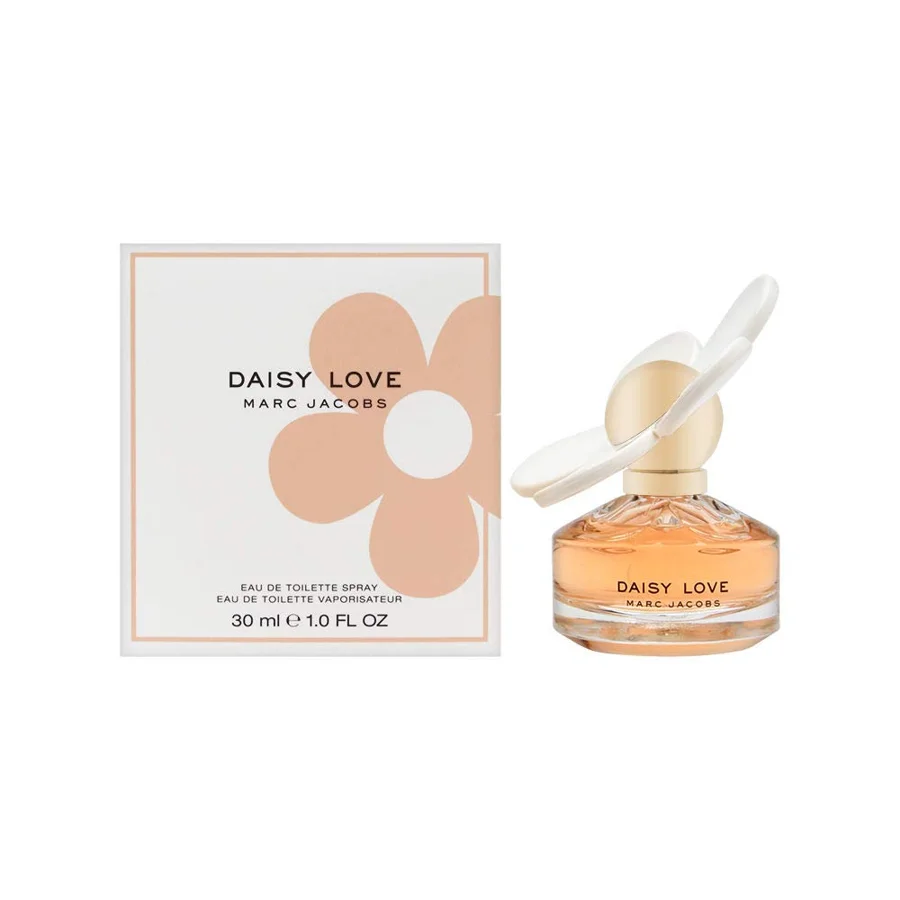 DAISY LOVE
MARC JACOBS
EAU DE TOILETTE SPRAY
EAU DE TOILETTE VAPORISATEUR
30 ml ℮ 1.0 FL OZ
DAISY LOVE
MARC JACOBS